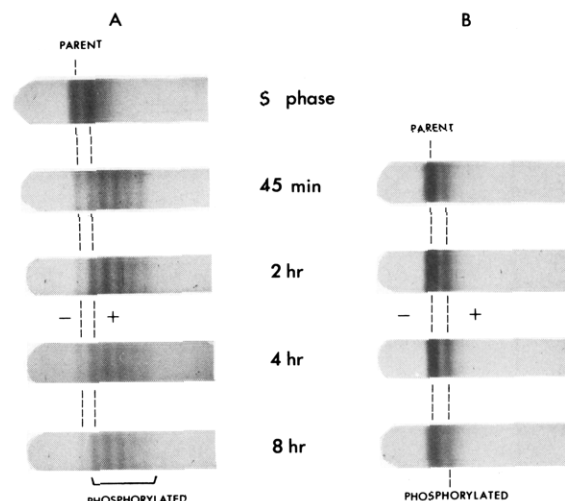 A
B
PARENT
S phase
PARENT
45 min
2 hr
− +
− +
4 hr
8 hr
PHOSPHORYLATED
PHOSPHORYLATED